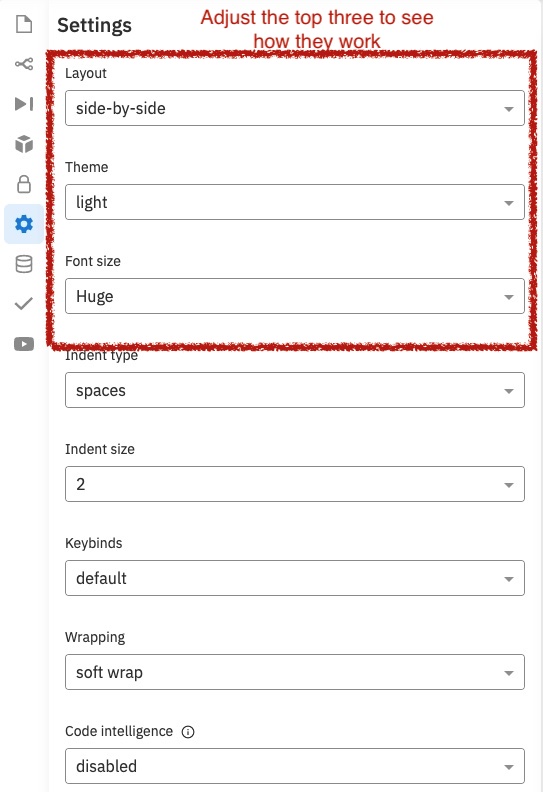 Settings
Adjust the top three to see
how they work
Layout
side-by-side
Theme
light
Font size
Huge
Indent type
spaces
Indent size
2
Keybinds
default
Wrapping
soft wrap
Code intelligence
disabled